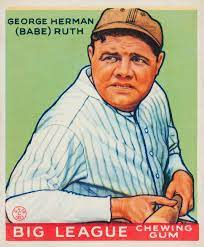 GEORGE HERMAN
(BABE) RUTH
BIG LEAGUE
CHEWING
GUM